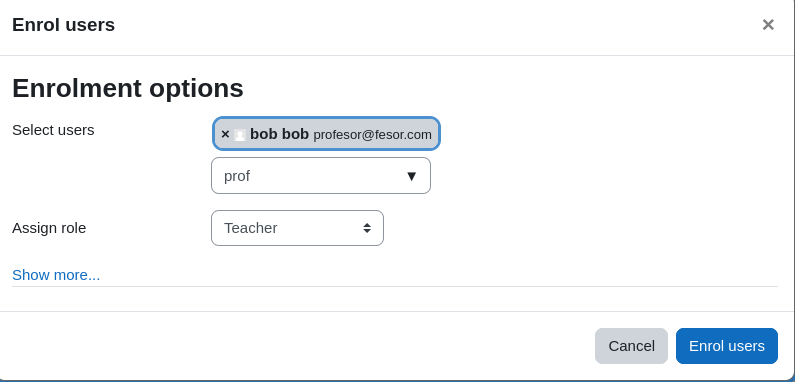 Enrol users ×
Enrolment options
Select users
× bob bob profesor@fesor.com
prof ▼
Assign role
Teacher
Show more...
Cancel Enrol users